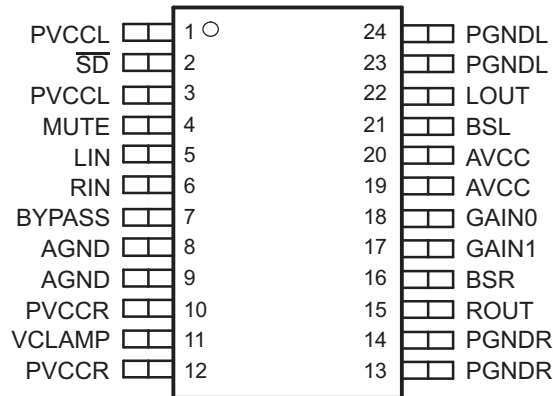 PVCCL 1 24 PGNDL
SD 2 23 PGNDL
PVCCL 3 22 LOUT
MUTE 4 21 BSL
LIN 5 20 AVCC
RIN 6 19 AVCC
BYPASS 7 18 GAIN0
AGND 8 17 GAIN1
AGND 9 16 BSR
PVCCR 10 15 ROUT
VCLAMP 11 14 PGNDR
PVCCR 12 13 PGNDR